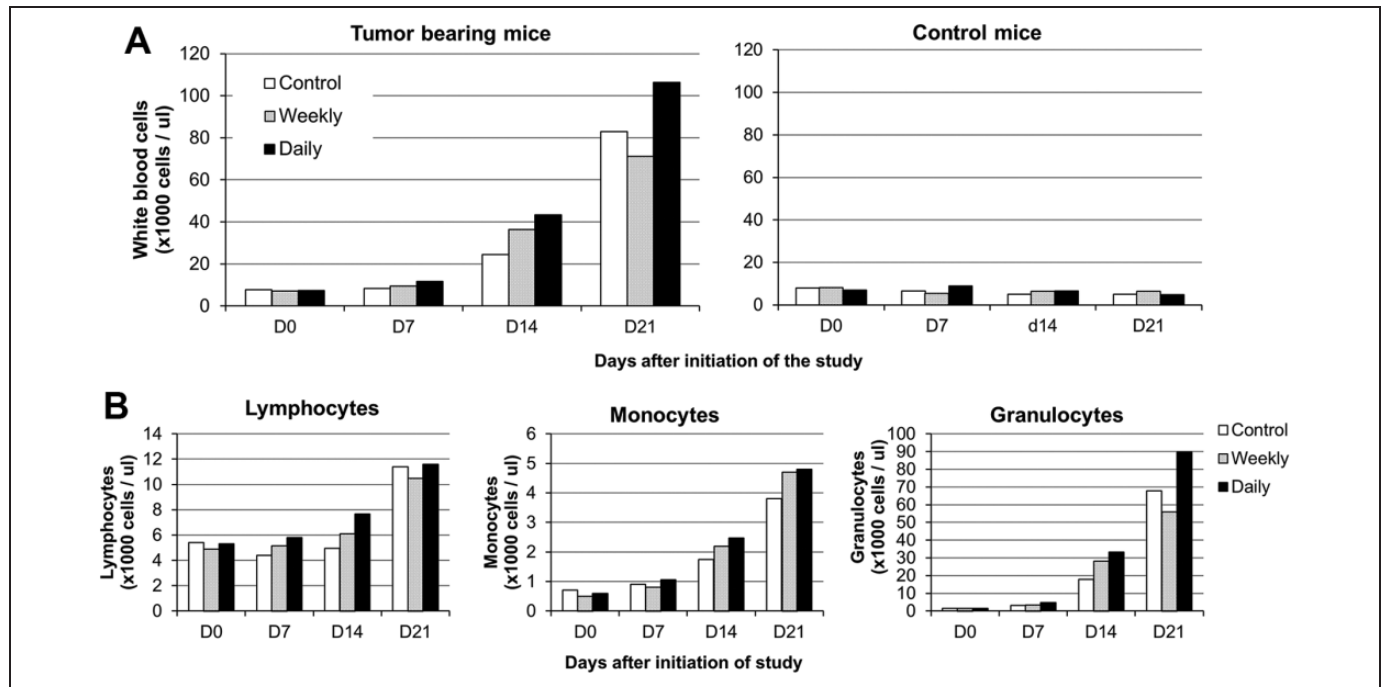 A
Tumor bearing mice
Control mice
White blood cells
(x1000 cells / ul)
120
100
80
60
40
20
0
Control
Weekly
Daily
D0 D7 D14 D21
120
100
80
60
40
20
0
D0 D7 d14 D21
Days after initiation of the study
B
Lymphocytes
Lymphocytes
(x1000 cells / ul)
14
12
10
8
6
4
2
0
D0 D7 D14 D21
Monocytes
Monocytes
(x1000 cells / ul)
6
5
4
3
2
1
0
D0 D7 D14 D21
Granulocytes
Granulocytes
(x1000 cells / ul)
100
90
80
70
60
50
40
30
20
10
0
D0 D7 D14 D21
Control
Weekly
Daily
Days after initiation of study